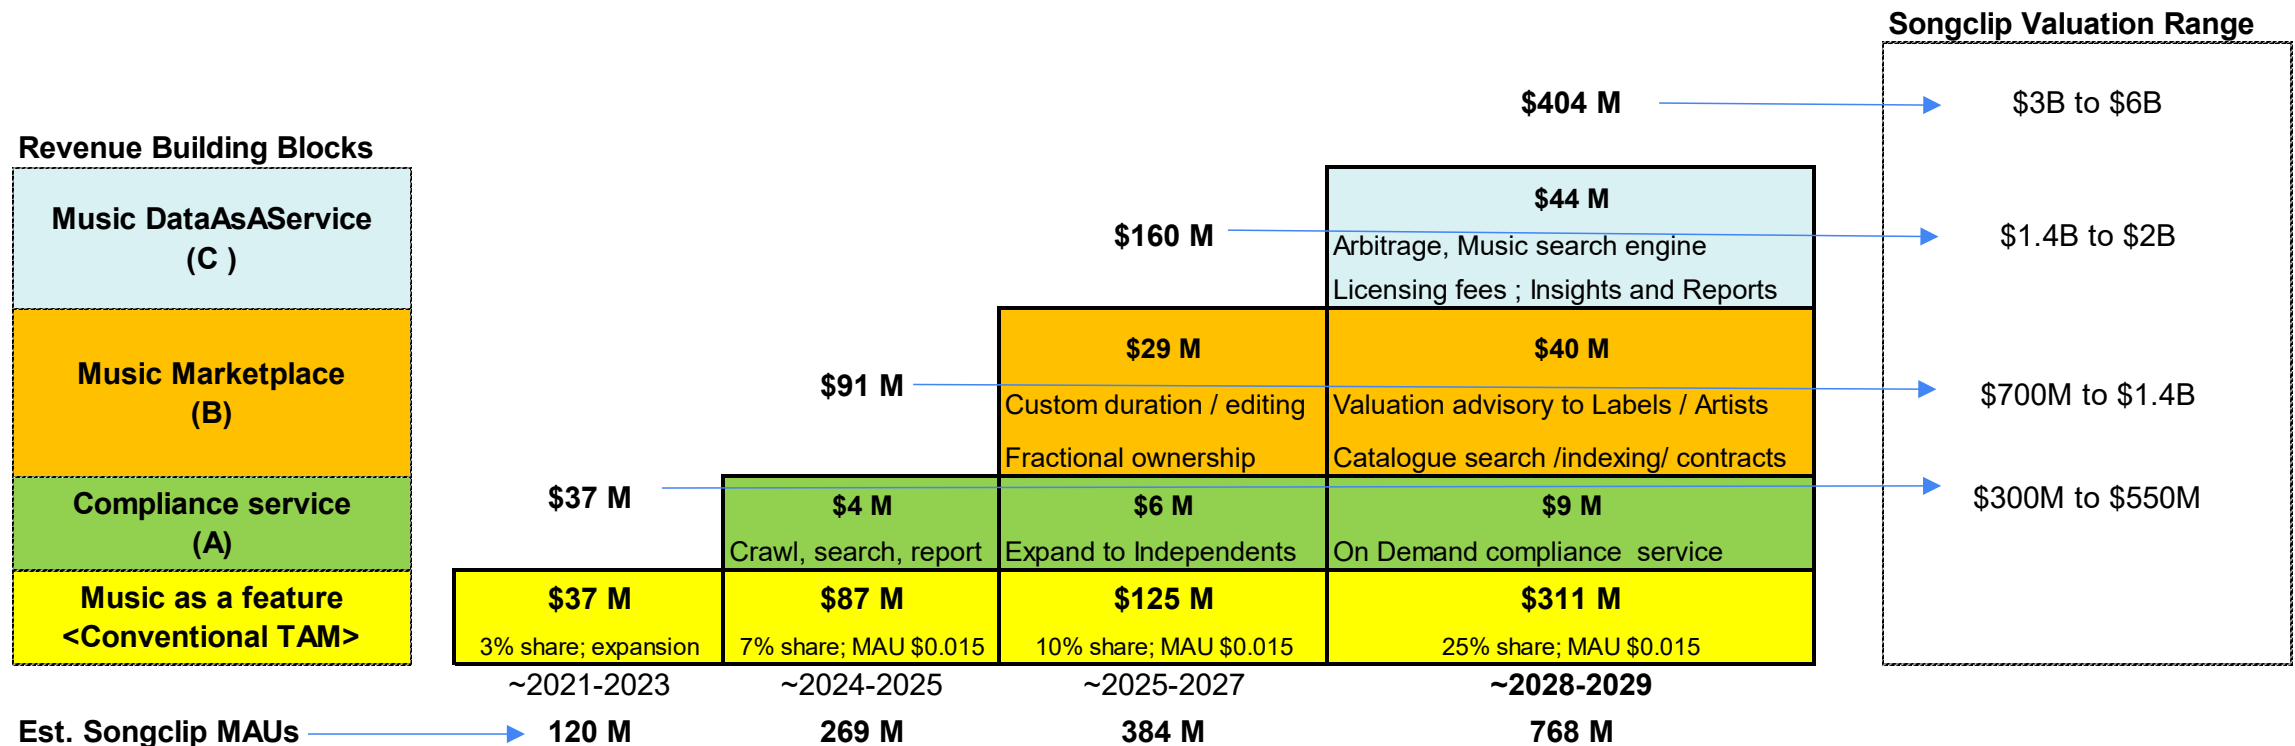 Songclip Valuation Range
$404 M
$3B to $6B
Revenue Building Blocks
Music DataAsAService
(C )
$160 M
$44 M
Arbitrage, Music search engine
Licensing fees ; Insights and Reports
$1.4B to $2B
Music Marketplace
(B)
$91 M
$29 M
Custom duration / editing
Fractional ownership
$40 M
Valuation advisory to Labels / Artists
Catalogue search /indexing/ contracts
$700M to $1.4B
Compliance service
(A)
$37 M
$4 M
Crawl, search, report
$6 M
Expand to Independents
$9 M
On Demand compliance  service
$300M to $550M
Music as a feature
<Conventional TAM>
$37 M
3% share; expansion
$87 M
7% share; MAU $0.015
$125 M
10% share; MAU $0.015
$311 M
25% share; MAU $0.015
~2021-2023
~2024-2025
~2025-2027
~2028-2029
Est. Songclip MAUs
120 M
269 M
384 M
768 M